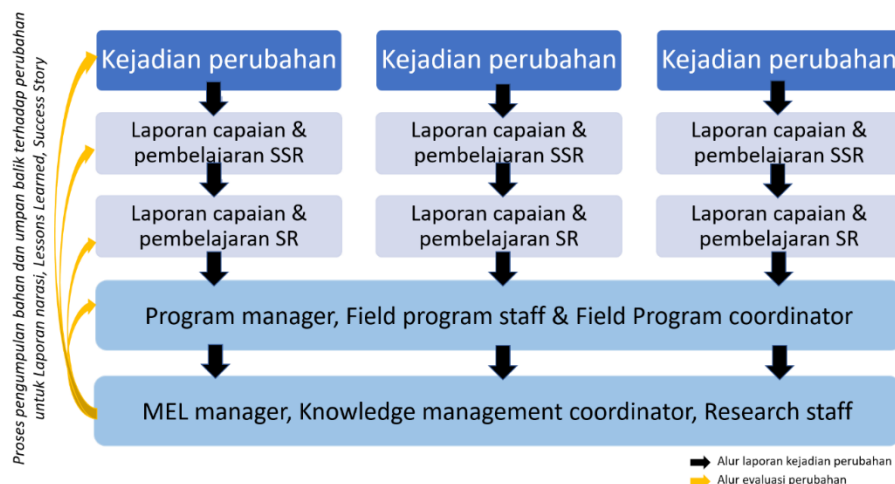 Proses pengumpulan bahan dan umpan balik terhadap perubahan
untuk Laporan narasi, Lessons Learned, Success Story
Kejadian perubahan
Kejadian perubahan
Kejadian perubahan
Laporan capaian &
pembelajaran SSR
Laporan capaian &
pembelajaran SSR
Laporan capaian &
pembelajaran SSR
Laporan capaian &
pembelajaran SR
Laporan capaian &
pembelajaran SR
Laporan capaian &
pembelajaran SR
Program manager, Field program staff & Field Program coordinator
MEL manager, Knowledge management coordinator, Research staff
Alur laporan kejadian perubahan
Alur evaluasi perubahan